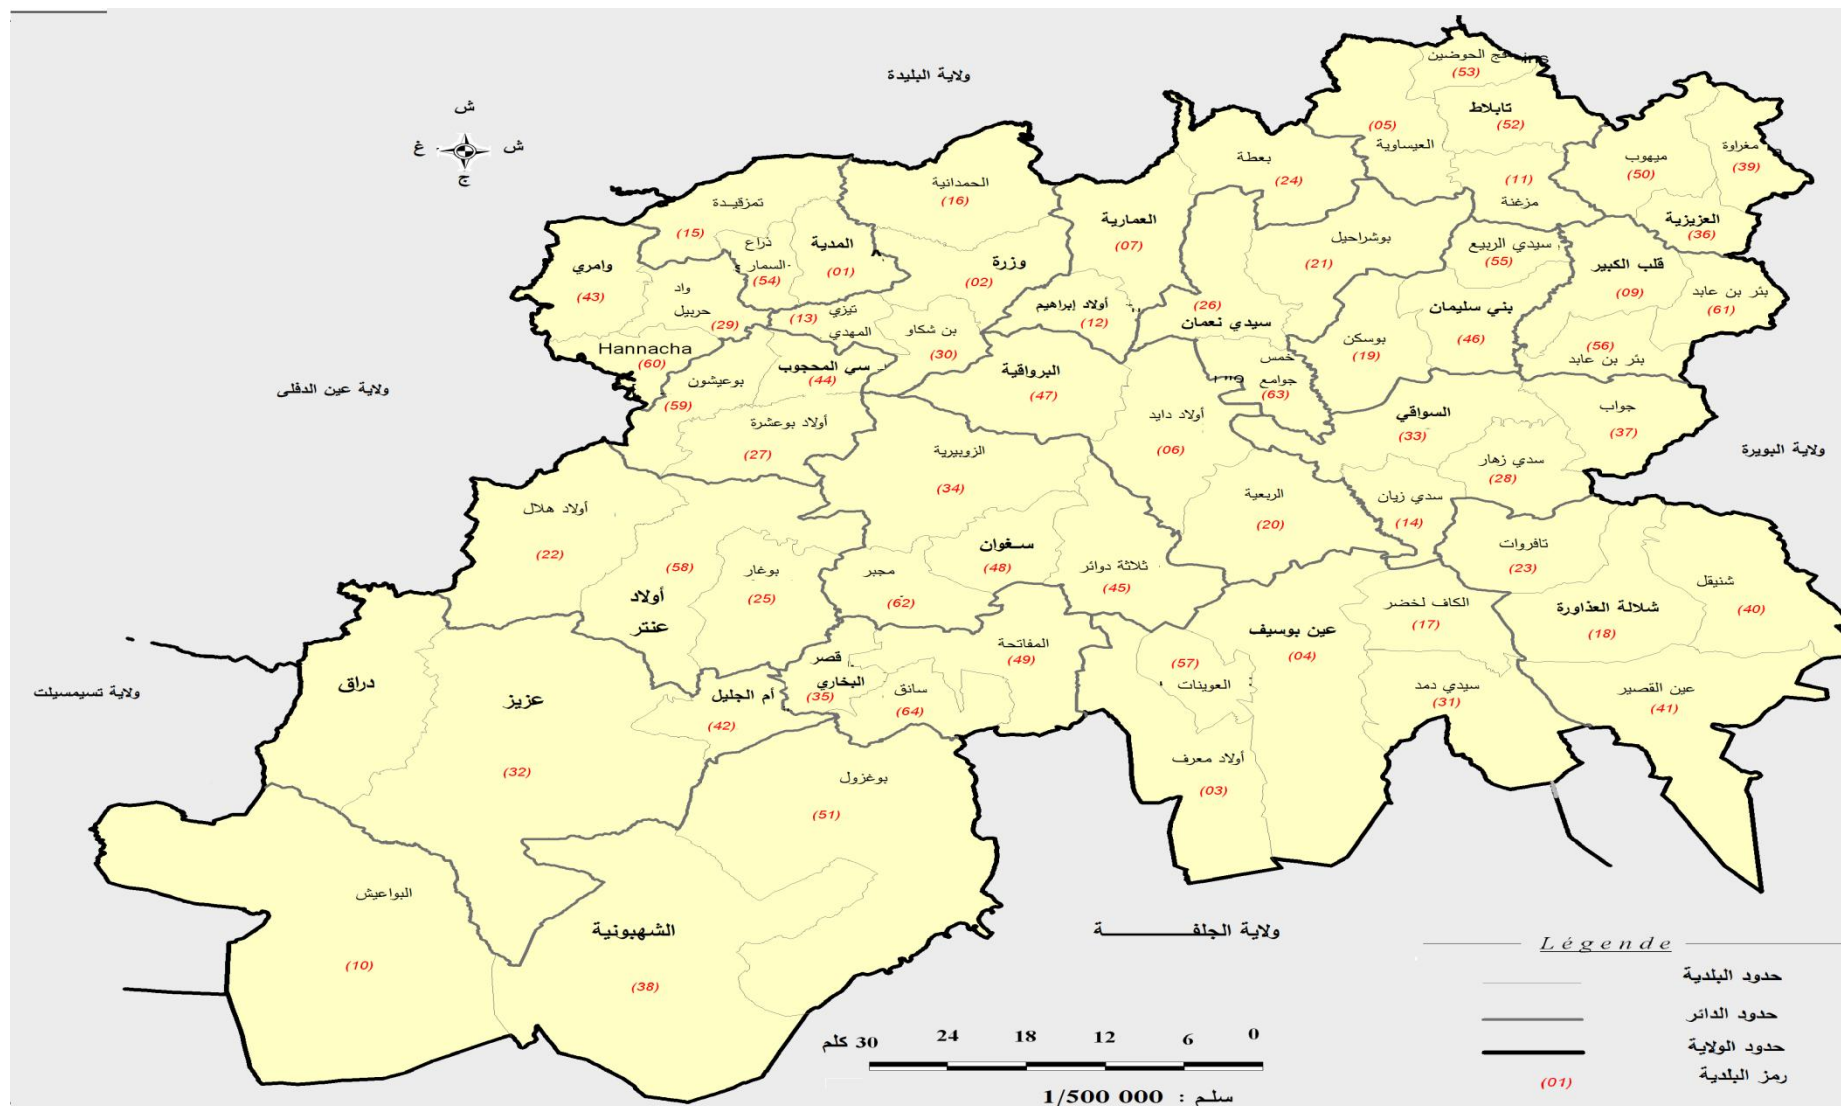 ولاية البليدة
ش
غ
ش
ج
فج الحوضين
(53)
تابلاط
(52)
(05)
العيساوية
(11)
مزغنة
ميهوب
(50)
مغراوة
(39)
العزيزية
(36)
بعطة
(24)
الحمدانية
(16)
تمزقيدة
(15)
ذراع
السمار
(54)
المدية
(01)
وزرة
(02)
العمارية
(07)
أولاد إبراهيم
(12)
(26)
سيدي نعمان
بوشراحيل
(21)
سيدي الربيع
(55)
قلب الكبير
(09)
بئر بن عابد
(61)
(56)
بئر بن عابد
بني سليمان
(46)
بوسكن
(19)
وامري
(43)
واد
حربيل
(29)
(13)
تيزي
المهدي
بن شكاو
(30)
Hannacha
(60)
بوعيشون
(59)
سي المحجوب
(44)
البرواقية
(47)
خمس
جوامع
(63)
أولاد دايد
(06)
السواقي
(33)
جواب
(37)
ولاية عين الدفلى
ولاية البويرة
أولاد بوعشرة
(27)
الزوبيرية
(34)
الربعية
(20)
سدي زهار
(28)
سدي زيان
(14)
أولاد هلال
(22)
(58)
أولاد
عنتر
بوغار
(25)
مجبر
(62)
سـغوان
(48)
ثلاثة دوائر
(45)
تافروات
(23)
شنيقل
(40)
شلالة العذاورة
(18)
الكاف لخضر
(17)
عين بوسيف
(04)
المفاتحة
(49)
(57)
العوينات
سيدي دمد
(31)
عين القصير
(41)
ولاية تسيمسيلت
دراق
عزيز
(32)
أم الجليل
(42)
قصر
البخاري
(35)
سانق
(64)
أولاد معرف
(03)
بوغزول
(51)
البواعيش
(10)
الشهبونية
(38)
ولاية الجلفـــــــة
Légende
حدود البلدية
حدود الدائر
حدود الولاية
رمز البلدية
(01)
كلم 30 24 18 12 6 0
سلم : 1/500 000